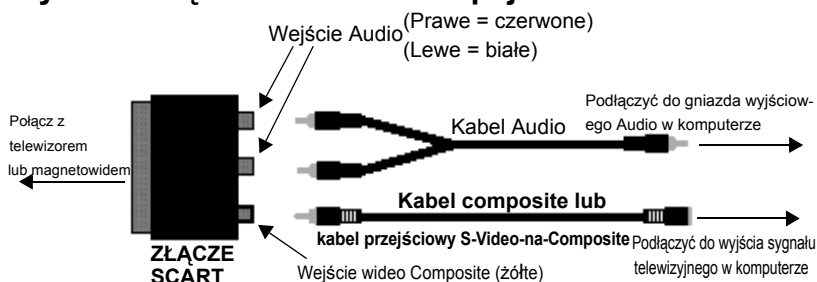 Wejście Audio
(Prawe = czerwone)
(Lewe = białe)
Połącz z
telewizorem
lub magnetowidem
Kabel Audio
Podłączyć do gniazda wyjściow-
ego Audio w komputerze
Kabel composite lub
kabel przejściowy S-Video-na-Composite
Podłączyć do wyjścia sygnału
telewizyjnego w komputerze
ZŁĄCZE
SCART
Wejście wideo Composite (żółte)